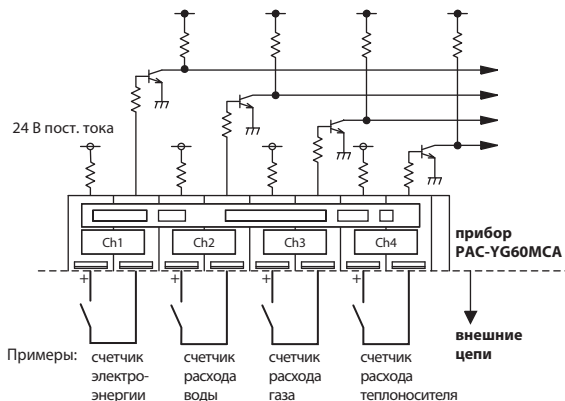 24 В пост. тока
Ch1 Ch2 Ch3 Ch4
прибор
PAC-YG60MCA
+ + + +
внешние
цепи
Примеры: счетчик счетчик счетчик счетчик
электро- расхода расхода расхода
энергии воды газа теплоносителя